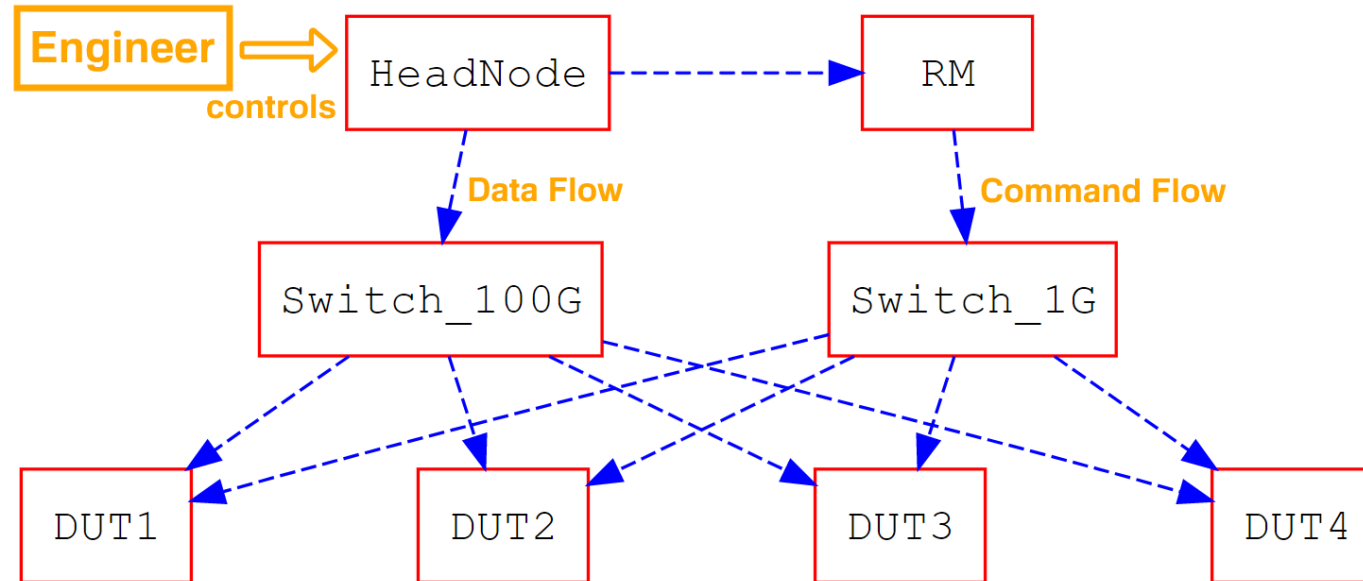 Engineer
controls
HeadNode
RM
Data Flow
Command Flow
Switch_100G
Switch_1G
DUT1
DUT2
DUT3
DUT4